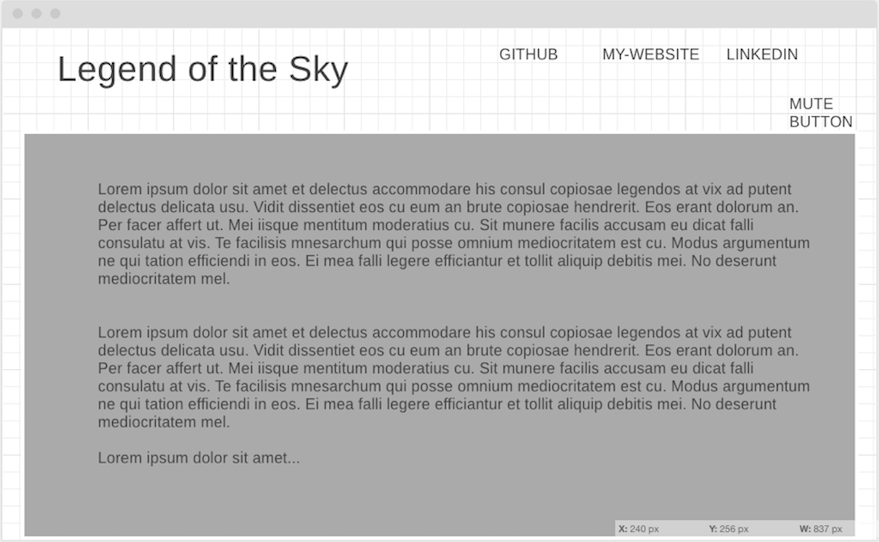 Legend of the Sky
GITHUB MY-WEBSITE LINKEDIN
MUTE
BUTTON
Lorem ipsum dolor sit amet et delectus accommodare his consul copiosae legendos at vix ad putent
delectus delicata usu. Vidit dissentiet eos cu eum an brute copiosae hendrerit. Eos erant dolorum an.
Per facer affert ut. Mei iisque mentitum moderatius cu. Sit munere facilis accusam eu dicat falli
consulatu at vis. Te facilisis mnesarchum qui posse omnium mediocritatem est cu. Modus argumentum
ne qui tation efficiendi in eos. Ei mea falli legere efficiantur et tollit aliquip debitis mei. No deserunt
mediocritatem mel.
Lorem ipsum dolor sit amet et delectus accommodare his consul copiosae legendos at vix ad putent
delectus delicata usu. Vidit dissentiet eos cu eum an brute copiosae hendrerit. Eos erant dolorum an.
Per facer affert ut. Mei iisque mentitum moderatius cu. Sit munere facilis accusam eu dicat falli
consulatu at vis. Te facilisis mnesarchum qui posse omnium mediocritatem est cu. Modus argumentum
ne qui tation efficiendi in eos. Ei mea falli legere efficiantur et tollit aliquip debitis mei. No deserunt
mediocritatem mel.
Lorem ipsum dolor sit amet...
X: 240 px Y: 256 px W: 837 px